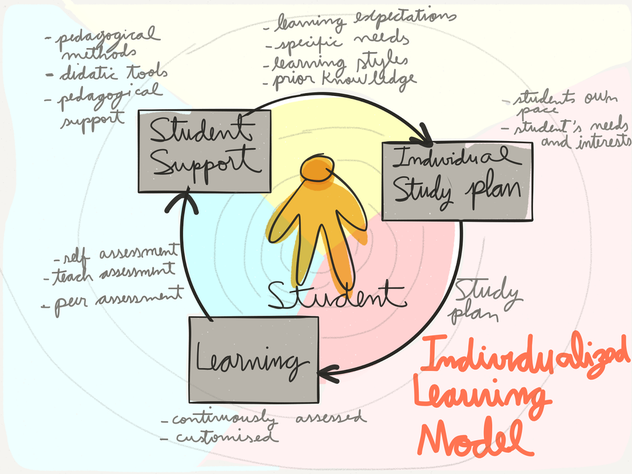 - pedagogical
methods
- didatic tools
- pedagogical
support
- learning expectations
- specific needs
- learning styles
- prior knowledge
- students own
pace
- student's needs
and interests
Student
Support
Individual
Study plan
- self assessment
- teach assessment
- peer assessment
Student
Study
plan
Learning
- continuously assessed
- customised
Individualized
Learning
Model